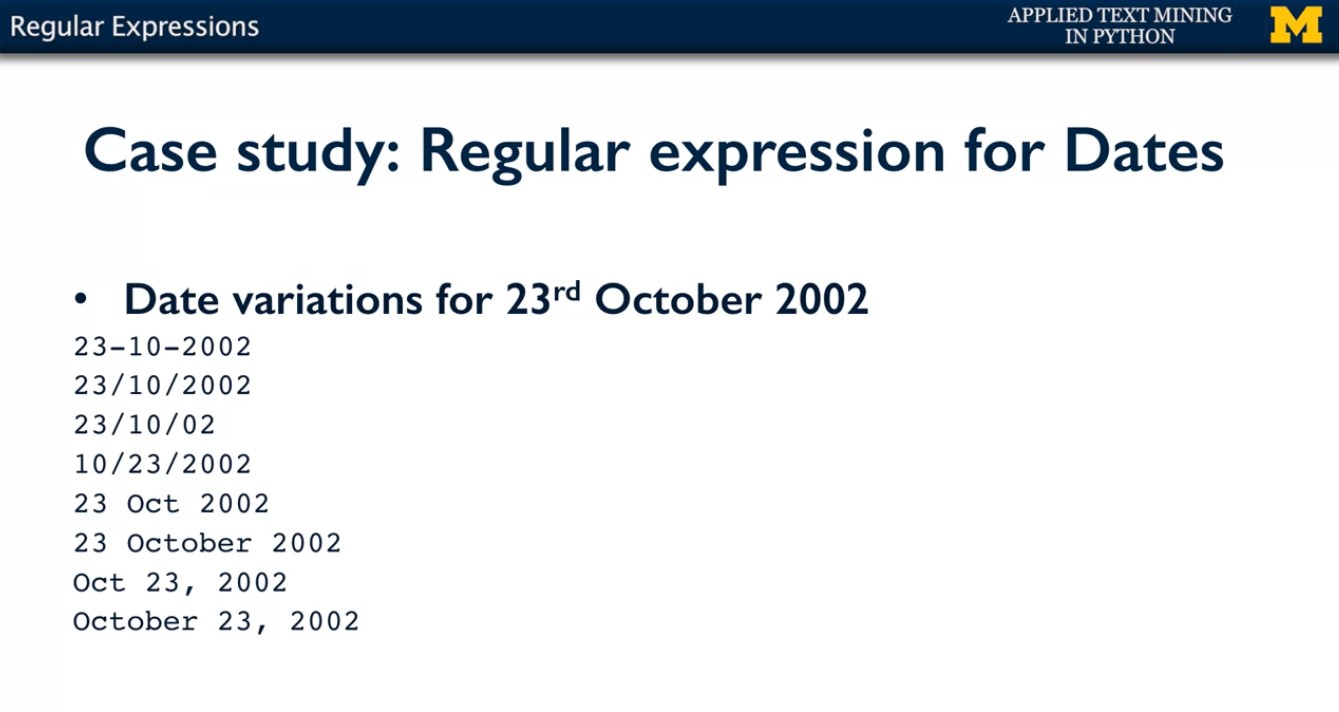 Regular Expressions
APPLIED TEXT MINING
IN PYTHON
M
Case study: Regular expression for Dates
• Date variations for 23rd October 2002
23-10-2002
23/10/2002
23/10/02
10/23/2002
23 Oct 2002
23 October 2002
Oct 23, 2002
October 23, 2002